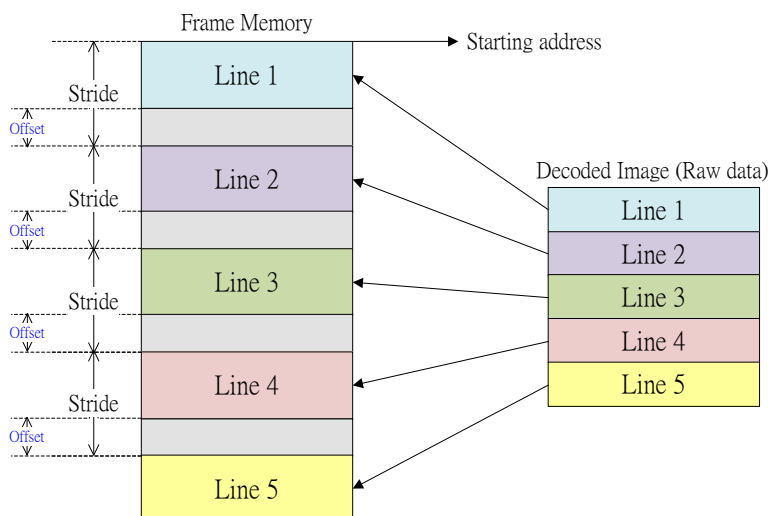 Frame Memory
Starting address
Line 1
Stride
Offset
Line 2
Stride
Offset
Line 3
Stride
Offset
Line 4
Stride
Offset
Line 5
Decoded Image (Raw data)
Line 1
Line 2
Line 3
Line 4
Line 5